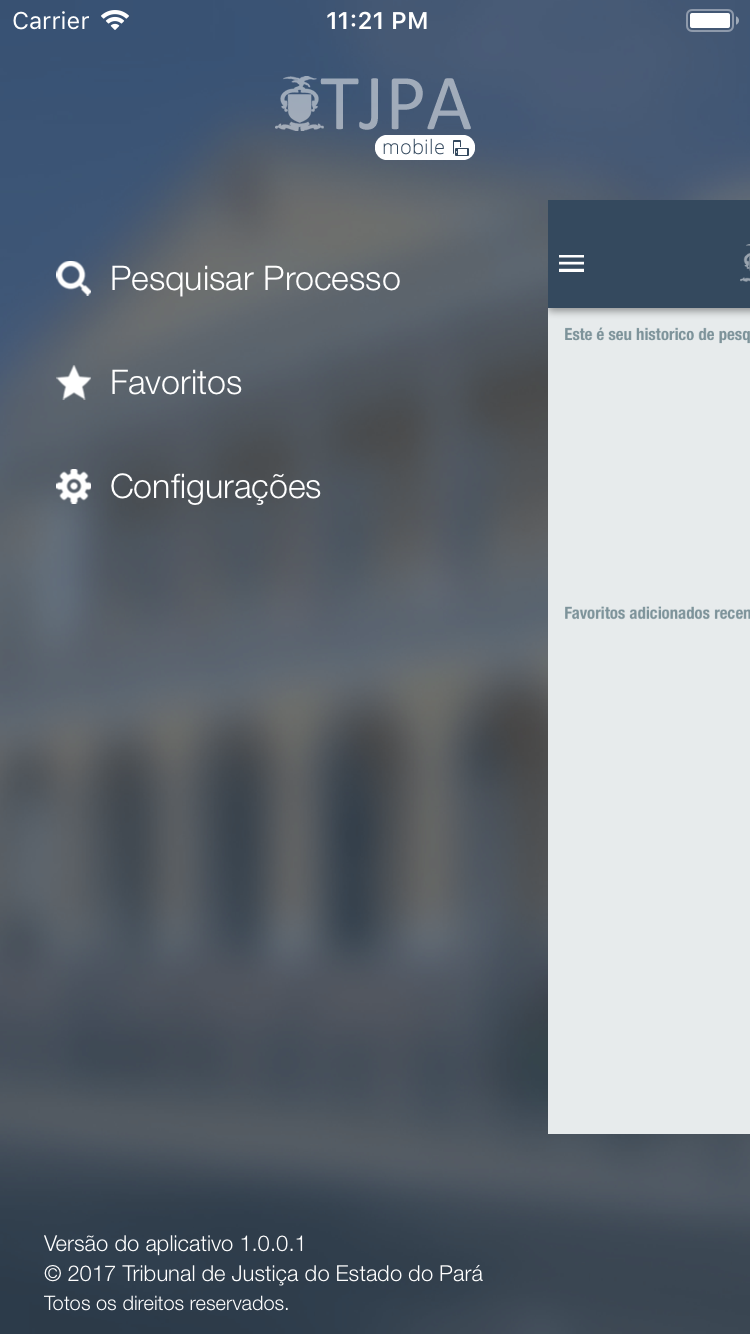 Carrier
11:21 PM
TJPA
mobile
Pesquisar Processo
Favoritos
Configurações
Este é seu historico de pesq
Favoritos adicionados recen
Versão do aplicativo 1.0.0.1
© 2017 Tribunal de Justiça do Estado do Pará
Totos os direitos reservados.